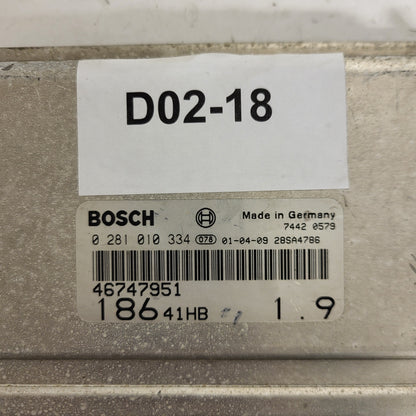 D02-18
BOSCH Made in Germany
7442 0579
0 281 010 334 078 01-04-09 28SA4786
46747951
186 41HB 1.9